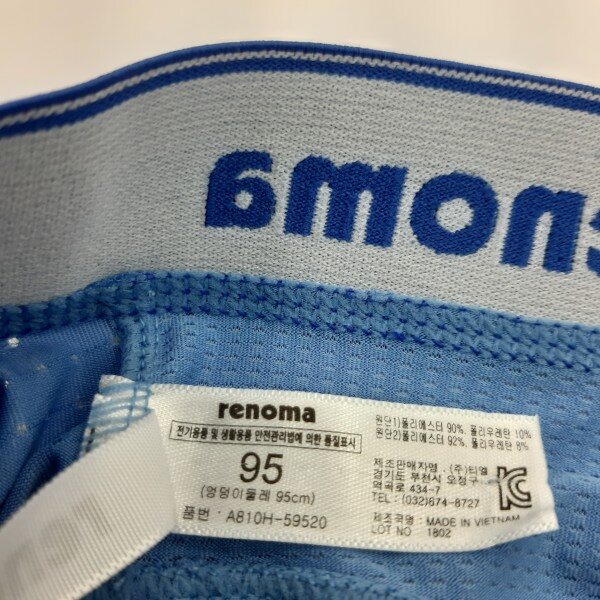 renoma
renoma
전기용품 및 생활용품 안전관리법에 의한 품질표시
95
(엉덩이둘레 95cm)
품번 : A810H-59520
원단1)폴리에스터 90%, 폴리우레탄 10%
원단2)폴리에스터 92%, 폴리우레탄 8%
제조판매자명 . (주)티엘
경기도 부천시 오정구
역곡로 434-7
TEL : (032)674-8727
제조국명 : MADE IN VIETNAM
LOT NO 1802